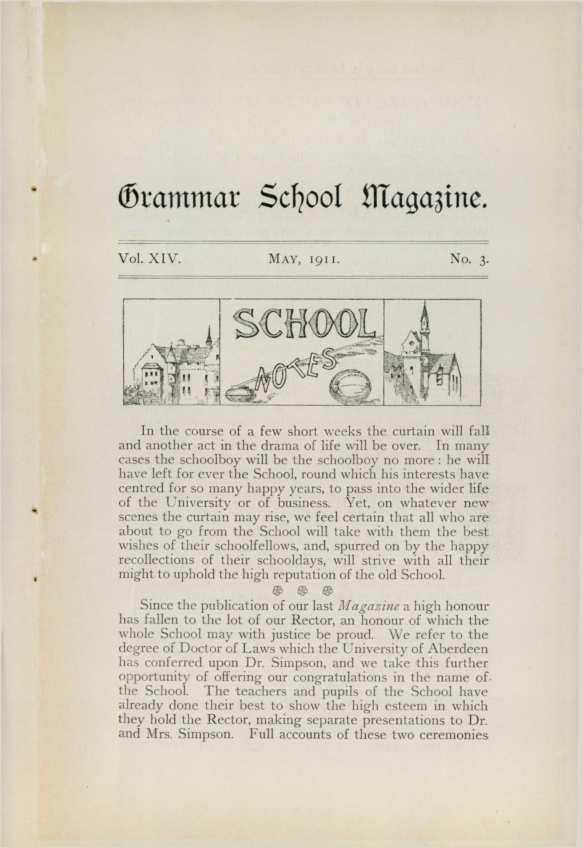 Grammar School Magazine.
Vol. XIV. May, 1911. No. 3.
SCHOOL
NOTES
In the course of a few short weeks the curtain will fall
and another act in the drama of life will be over. In many
cases the schoolboy will be the schoolboy no more : he will
have left for ever the School, round which his interests have
centred for so many happy years, to pass into the wider life
of the University or of business. Yet, on whatever new
scenes the curtain may rise, we feel certain that all who are
about to go from the School will take with them the best
wishes of their schoolfellows, and, spurred on by the happy
recollections of their schooldays, will strive with all their
might to uphold the high reputation of the old School.
Since the publication of our last Magazine a high honour
has fallen to the lot of our Rector, an honour of which the
whole School may with justice be proud. We refer to the
degree of Doctor of Laws which the University of Aberdeen
has conferred upon Dr. Simpson, and we take this further
opportunity of offering our congratulations in the name of
the School. The teachers and pupils of the School have
already done their best to show the high esteem in which
they hold the Rector, making separate presentations to Dr.
and Mrs. Simpson. Full accounts of these two ceremonies